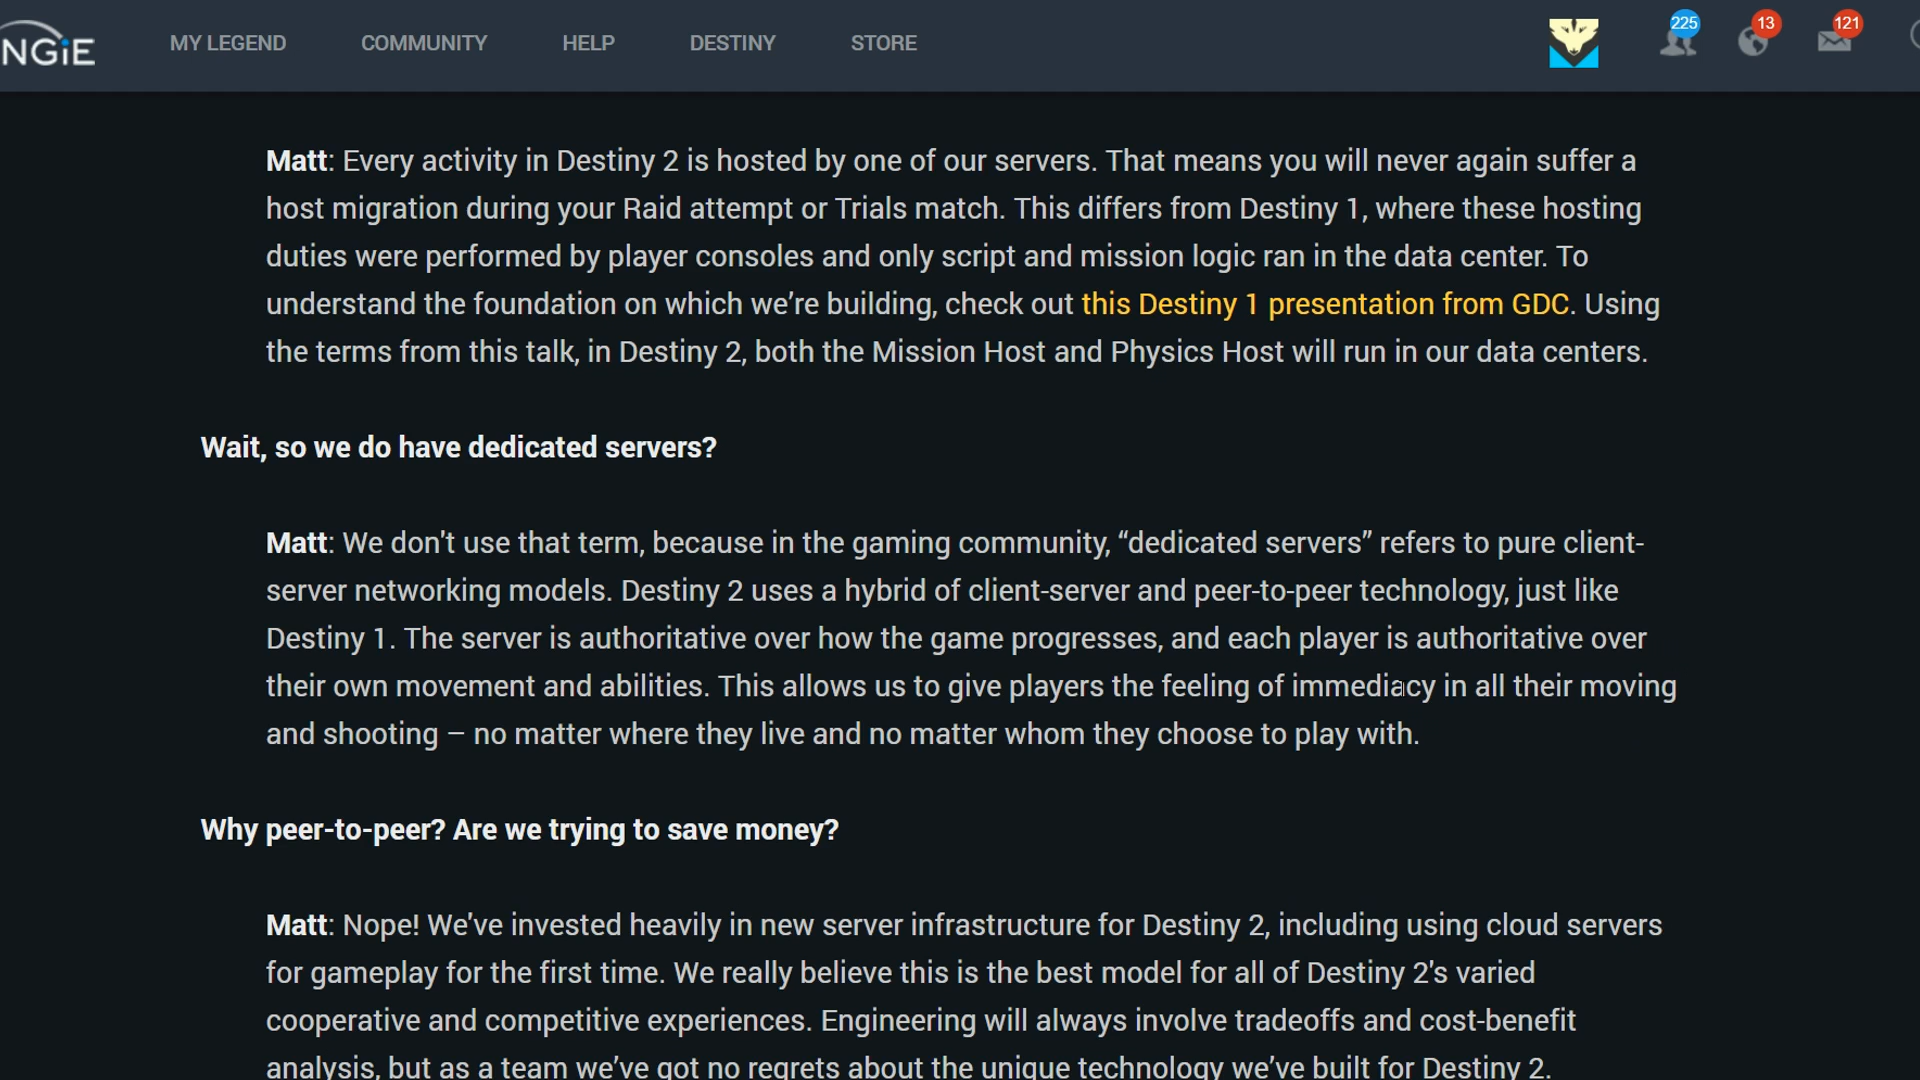 NGiE MY LEGEND COMMUNITY HELP DESTINY STORE 225 13 121
Matt: Every activity in Destiny 2 is hosted by one of our servers. That means you will never again suffer a
host migration during your Raid attempt or Trials match. This differs from Destiny 1, where these hosting
duties were performed by player consoles and only script and mission logic ran in the data center. To
understand the foundation on which we’re building, check out this Destiny 1 presentation from GDC. Using
the terms from this talk, in Destiny 2, both the Mission Host and Physics Host will run in our data centers.
Wait, so we do have dedicated servers?
Matt: We don't use that term, because in the gaming community, “dedicated servers” refers to pure client-
server networking models. Destiny 2 uses a hybrid of client-server and peer-to-peer technology, just like
Destiny 1. The server is authoritative over how the game progresses, and each player is authoritative over
their own movement and abilities. This allows us to give players the feeling of immediacy in all their moving
and shooting – no matter where they live and no matter whom they choose to play with.
Why peer-to-peer? Are we trying to save money?
Matt: Nope! We've invested heavily in new server infrastructure for Destiny 2, including using cloud servers
for gameplay for the first time. We really believe this is the best model for all of Destiny 2's varied
cooperative and competitive experiences. Engineering will always involve tradeoffs and cost-benefit
analysis, but as a team we’ve got no regrets about the unique technology we’ve built for Destiny 2.